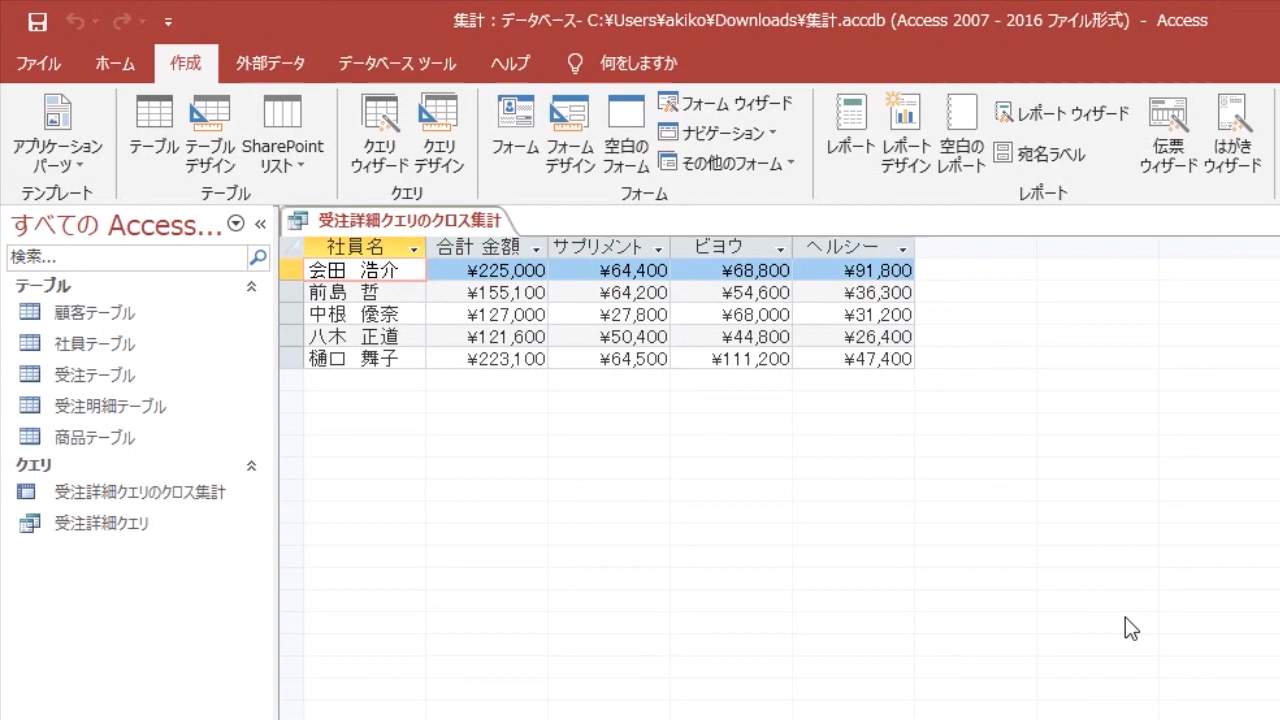 集計 : データベース- C:¥Users¥akiko¥Downloads¥集計.accdb (Access 2007 - 2016 ファイル形式) - Access
ファイル ホーム 作成 外部データ データベース ツール ヘルプ 何をしますか
アプリケーション パーツ
テンプレート
テーブル
テーブル デザイン
SharePoint リスト
テーブル
クエリ ウィザード
クエリ デザイン
クエリ
フォーム
フォーム デザイン
空白の フォーム
フォーム ウィザード
ナビゲーション
その他のフォーム
フォーム
レポート
レポート デザイン
空白の レポート
レポート ウィザード
宛名ラベル
伝票 ウィザード
はがき ウィザード
レポート
すべての Access... «
検索...
テーブル
顧客テーブル
社員テーブル
受注テーブル
受注明細テーブル
商品テーブル
クエリ
受注詳細クエリのクロス集計
受注詳細クエリ
受注詳細クエリのクロス集計
社員名 合計 金額 サプリメント ビヨウ ヘルシー
会田 浩介 ¥225,000 ¥64,400 ¥68,800 ¥91,800
前島 哲 ¥155,100 ¥64,200 ¥54,600 ¥36,300
中根 優奈 ¥127,000 ¥27,800 ¥68,000 ¥31,200
八木 正道 ¥121,600 ¥50,400 ¥44,800 ¥26,400
樋口 舞子 ¥223,100 ¥64,500 ¥111,200 ¥47,400